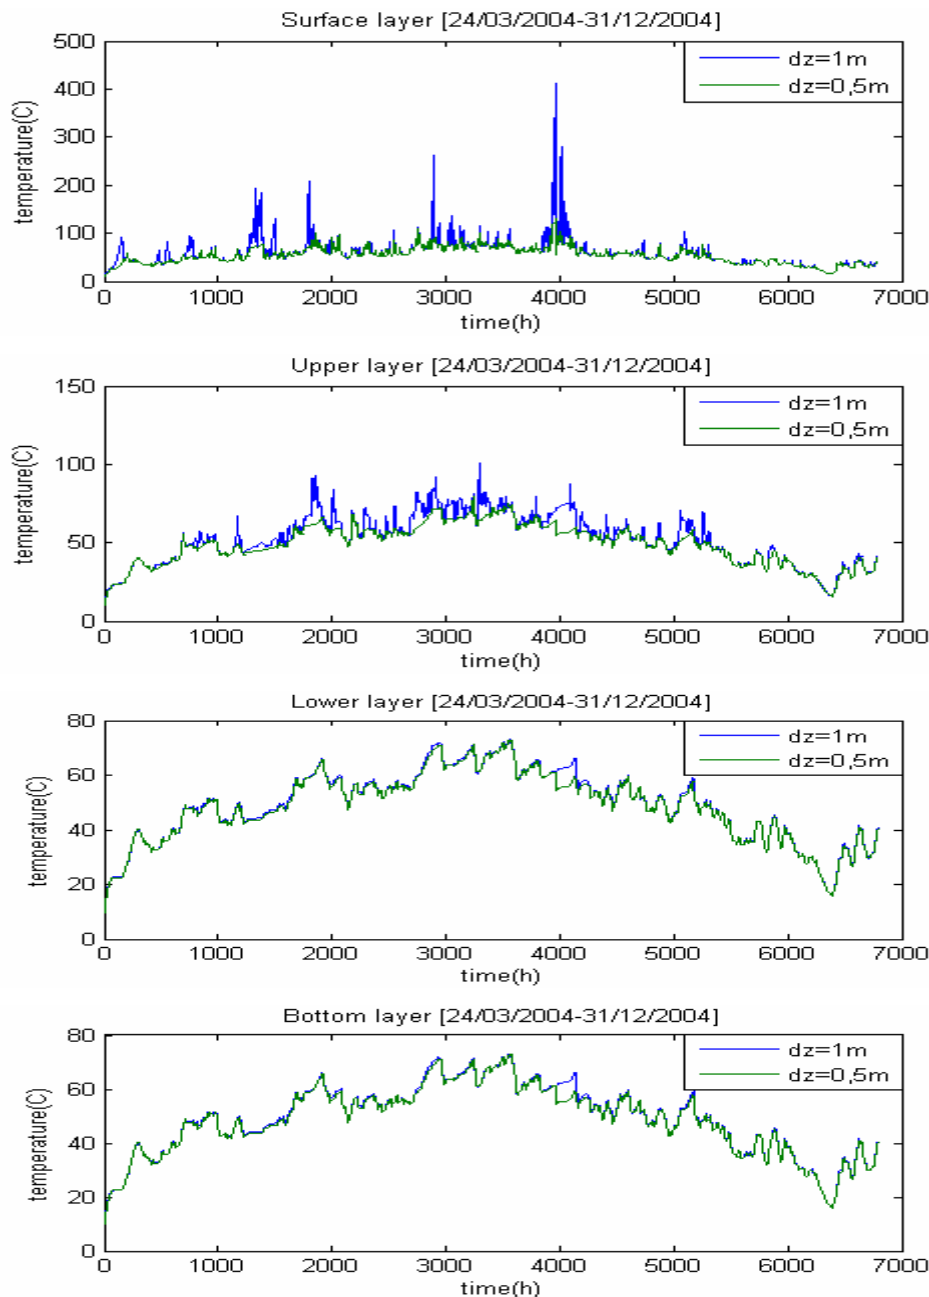 Surface layer [24/03/2004-31/12/2004]
500
400
300
200
100
0
temperature(C)
dz=1m
dz=0,5m
0 1000 2000 3000 4000 5000 6000 7000
time(h)
Upper layer [24/03/2004-31/12/2004]
150
100
50
0
temperature(C)
dz=1m
dz=0,5m
0 1000 2000 3000 4000 5000 6000 7000
time(h)
Lower layer [24/03/2004-31/12/2004]
80
60
40
20
0
temperature(C)
dz=1m
dz=0,5m
0 1000 2000 3000 4000 5000 6000 7000
time(h)
Bottom layer [24/03/2004-31/12/2004]
80
60
40
20
0
temperature(C)
dz=1m
dz=0,5m
0 1000 2000 3000 4000 5000 6000 7000
time(h)